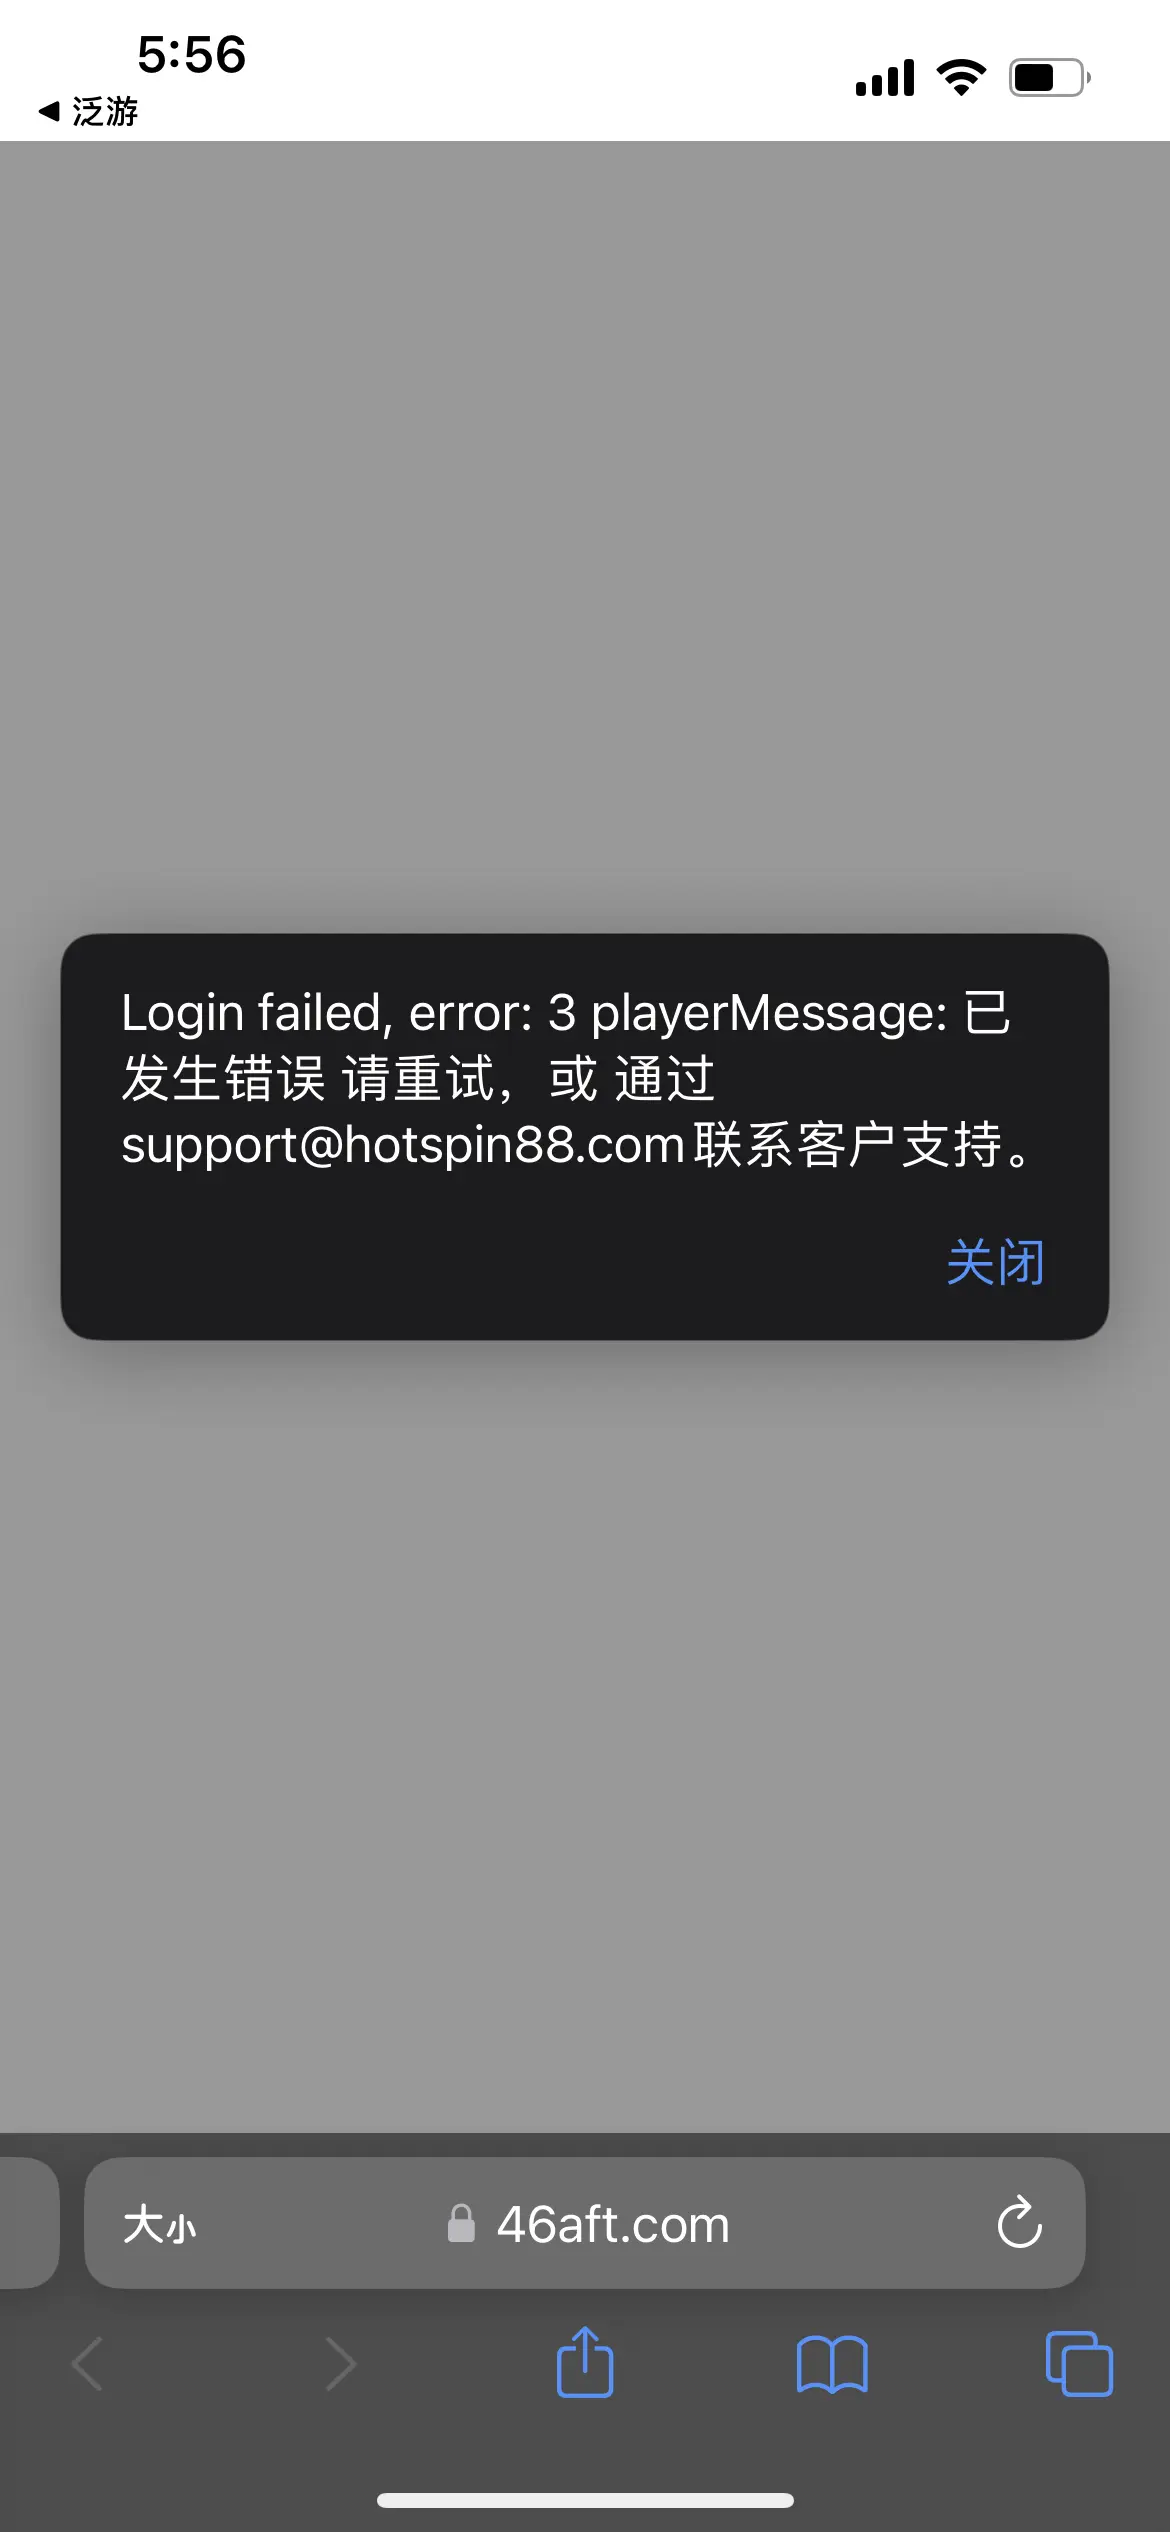 5:56
◀ 泛游
Login failed, error: 3 playerMessage: 已
发生错误 请重试，或 通过
support@hotspin88.com联系客户支持。
关闭
大小 46aft.com